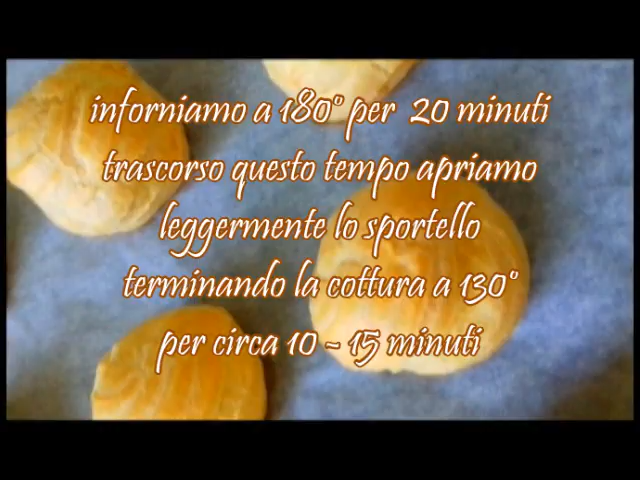 inforniamo a 180° per 20 minuti
trascorso questo tempo apriamo
leggermente lo sportello
terminando la cottura a 130°
per circa 10 - 15 minuti